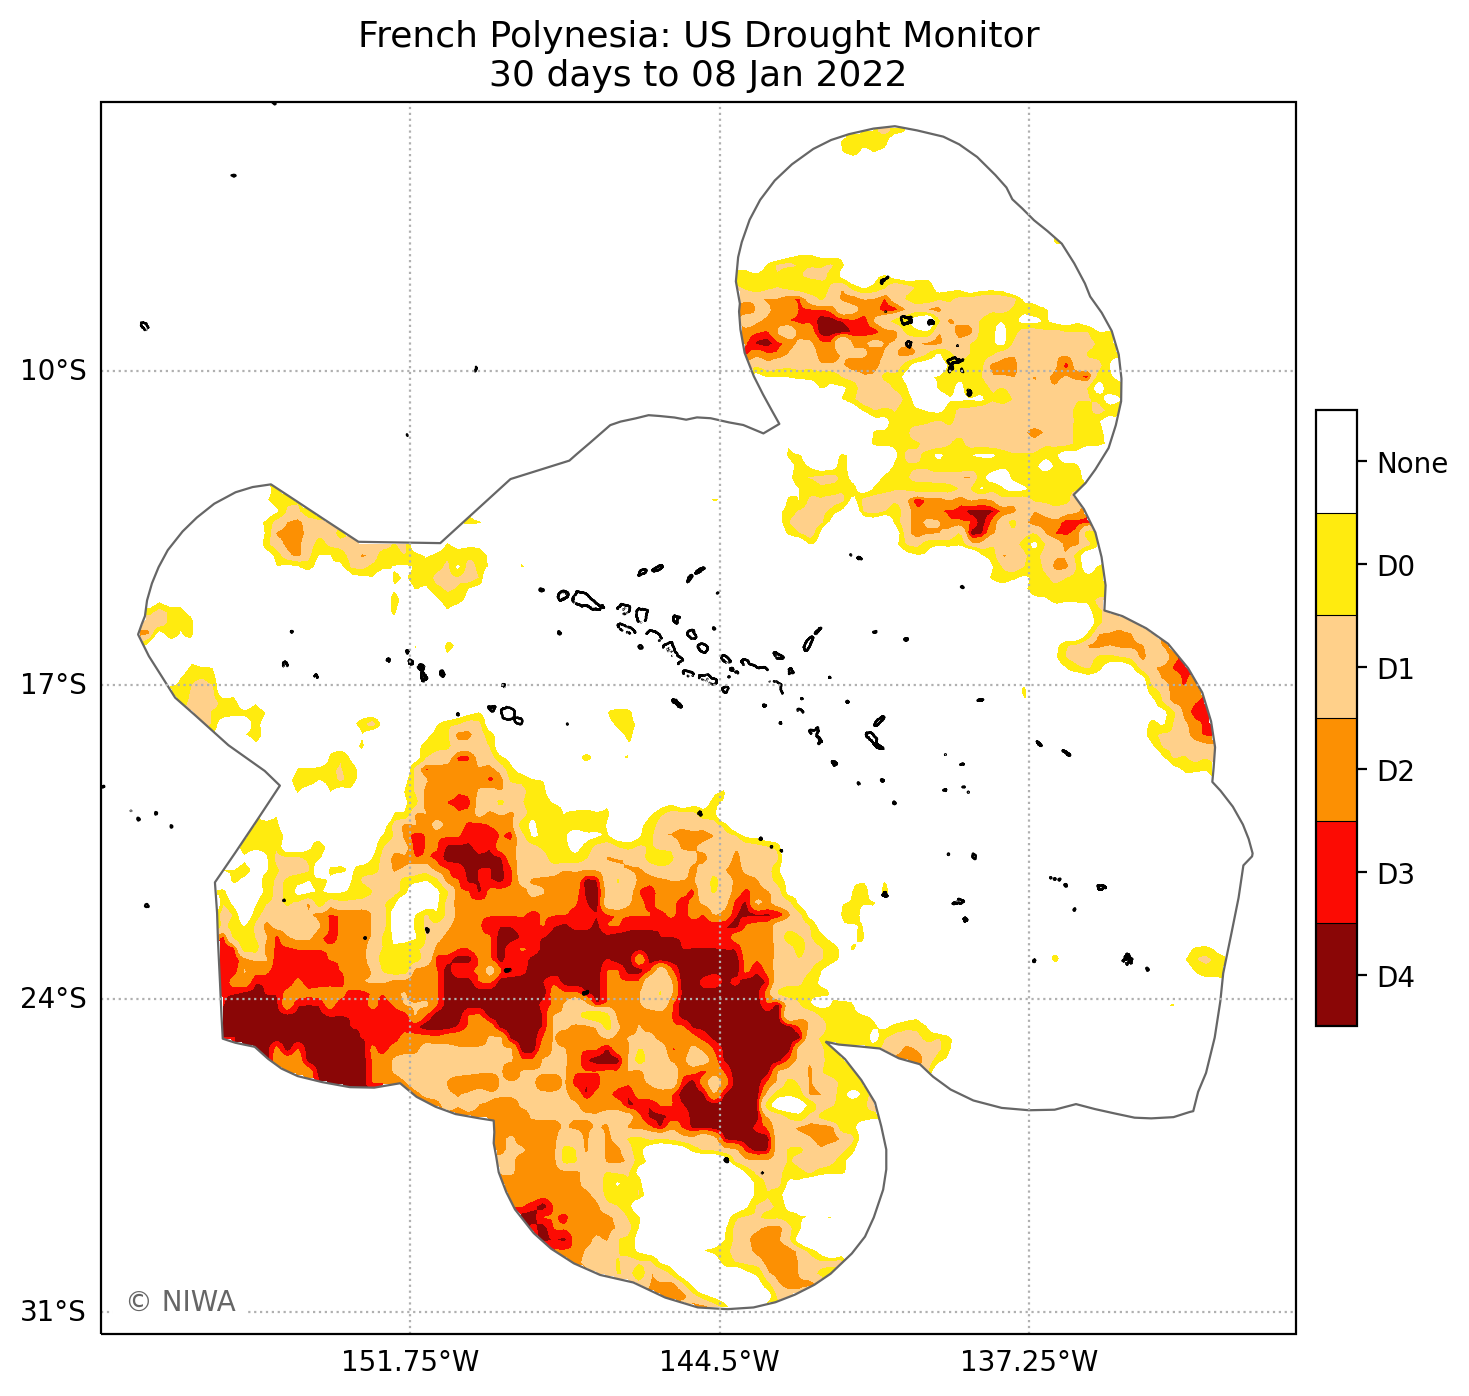 French Polynesia: US Drought Monitor
30 days to 08 Jan 2022
10°S
17°S
24°S
31°S
151.75°W
144.5°W
137.25°W
None
D0
D1
D2
D3
D4
© NIWA